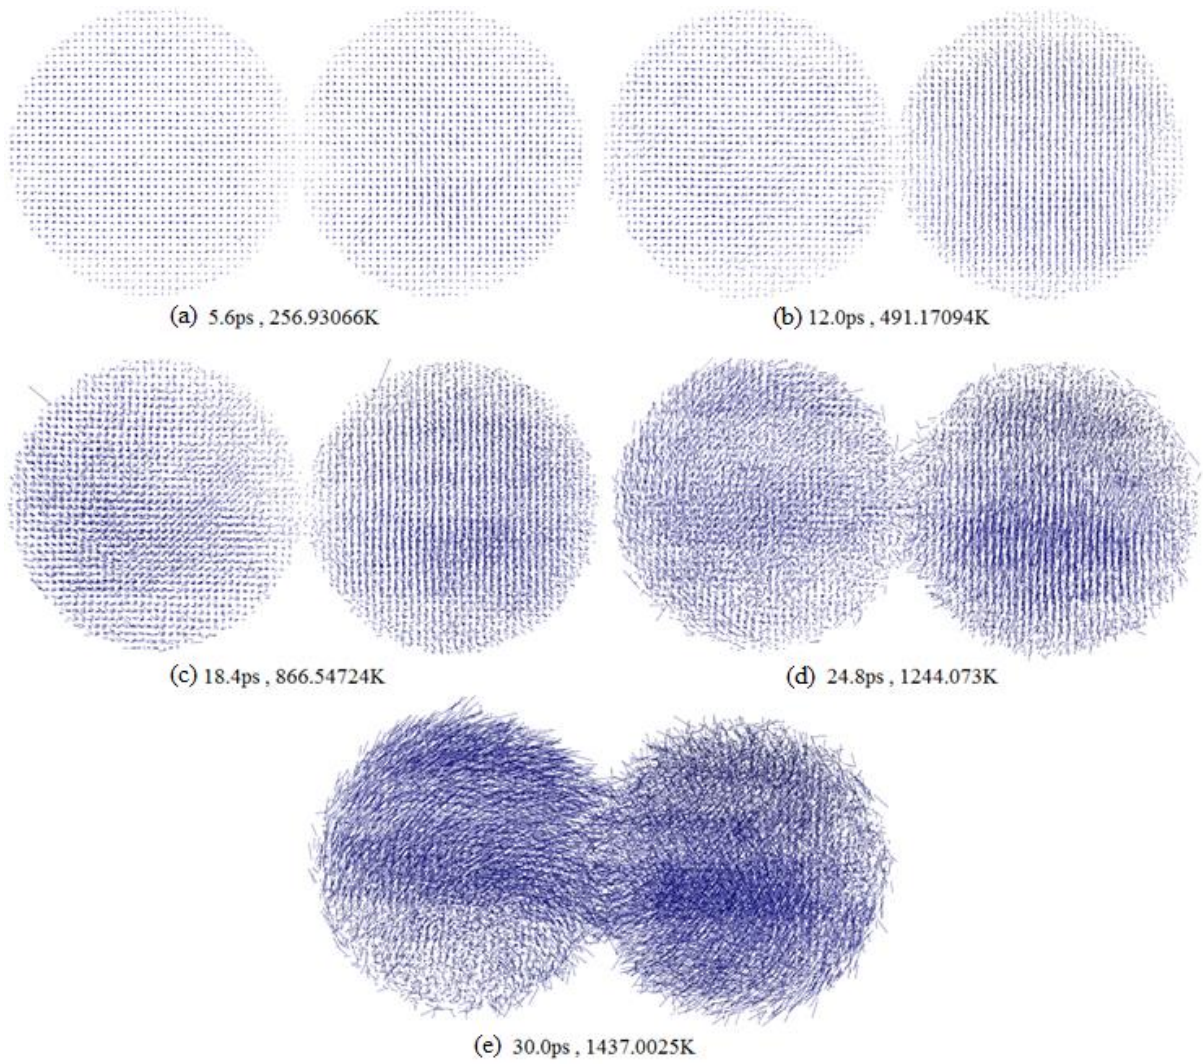 (a) 5.6ps , 256.93066K
(b) 12.0ps , 491.17094K
(c) 18.4ps , 866.54724K
(d) 24.8ps , 1244.073K
(e) 30.0ps , 1437.0025K